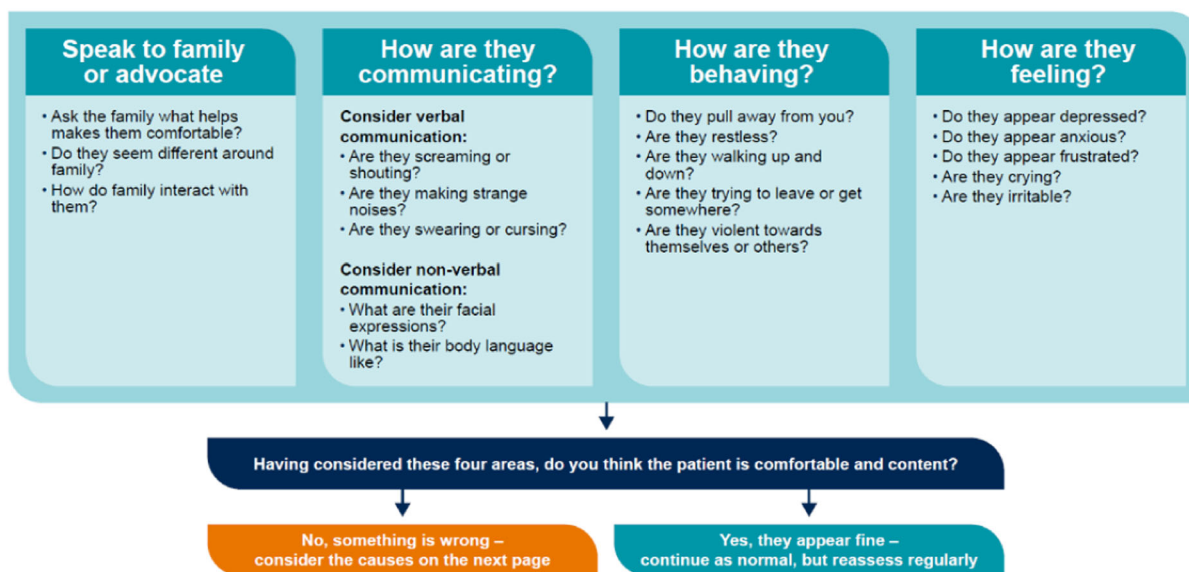 Speak to family
or advocate
• Ask the family what helps
makes them comfortable?
• Do they seem different around
family?
• How do family interact with
them?
How are they
communicating?
Consider verbal
communication:
• Are they screaming or
shouting?
• Are they making strange
noises?
• Are they swearing or cursing?
Consider non-verbal
communication:
• What are their facial
expressions?
• What is their body language
like?
How are they
behaving?
• Do they pull away from you?
• Are they restless?
• Are they walking up and
down?
• Are they trying to leave or get
somewhere?
• Are they violent towards
themselves or others?
How are they
feeling?
• Do they appear depressed?
• Do they appear anxious?
• Do they appear frustrated?
• Are they crying?
• Are they irritable?
Having considered these four areas, do you think the patient is comfortable and content?
No, something is wrong –
consider the causes on the next page
Yes, they appear fine –
continue as normal, but reassess regularly